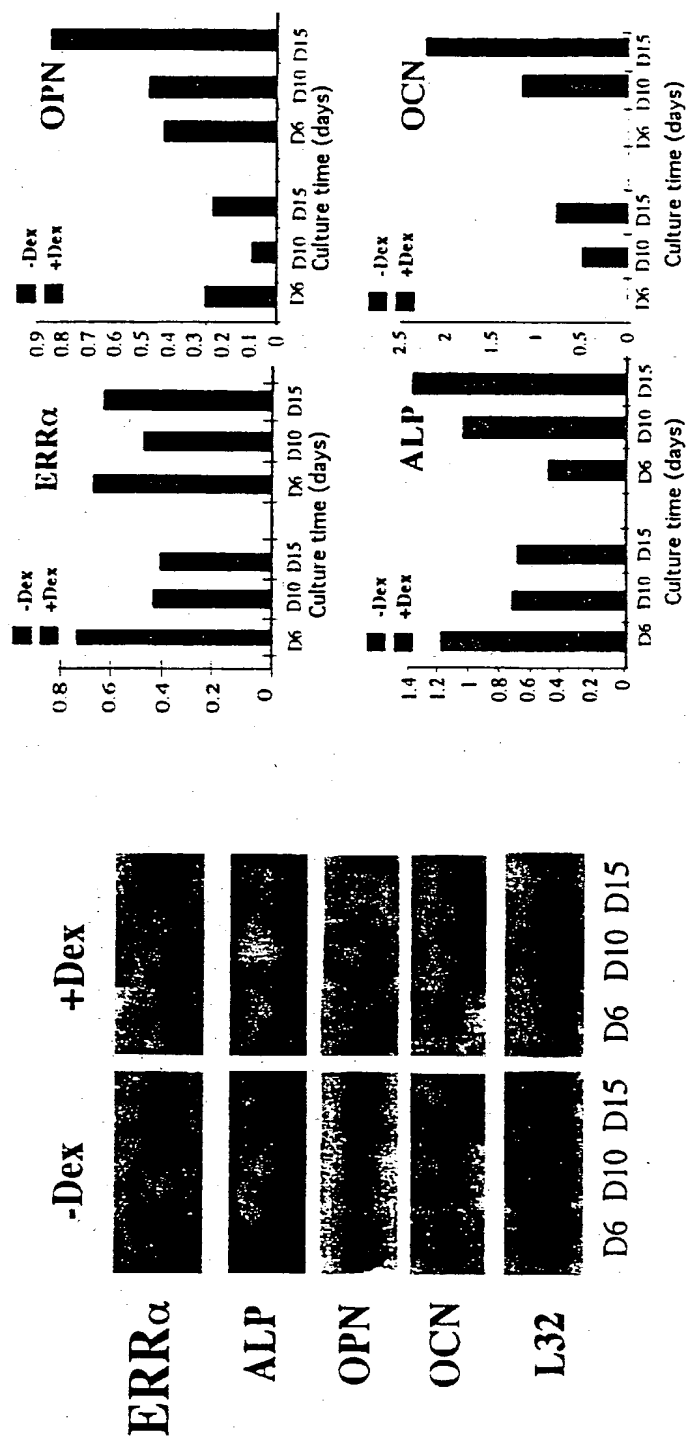 -Dex +Dex
ERRα
ALP
OPN
OCN
L32
D6 D10 D15 D6 D10 D15
ERRα
-Dex
+Dex
0.8
0.6
0.4
0.2
0
D6 D10 D15 D6 D10 D15
Culture time (days)
OPN
-Dex
+Dex
0.9
0.8
0.7
0.6
0.5
0.4
0.3
0.2
0.1
0
D6 D10 D15 D6 D10 D15
Culture time (days)
ALP
-Dex
+Dex
1.4
1.2
1
0.8
0.6
0.4
0.2
0
D6 D10 D15 D6 D10 D15
Culture time (days)
OCN
-Dex
+Dex
2.5
2
1.5
1
0.5
0
D6 D10 D15 D6 D10 D15
Culture time (days)